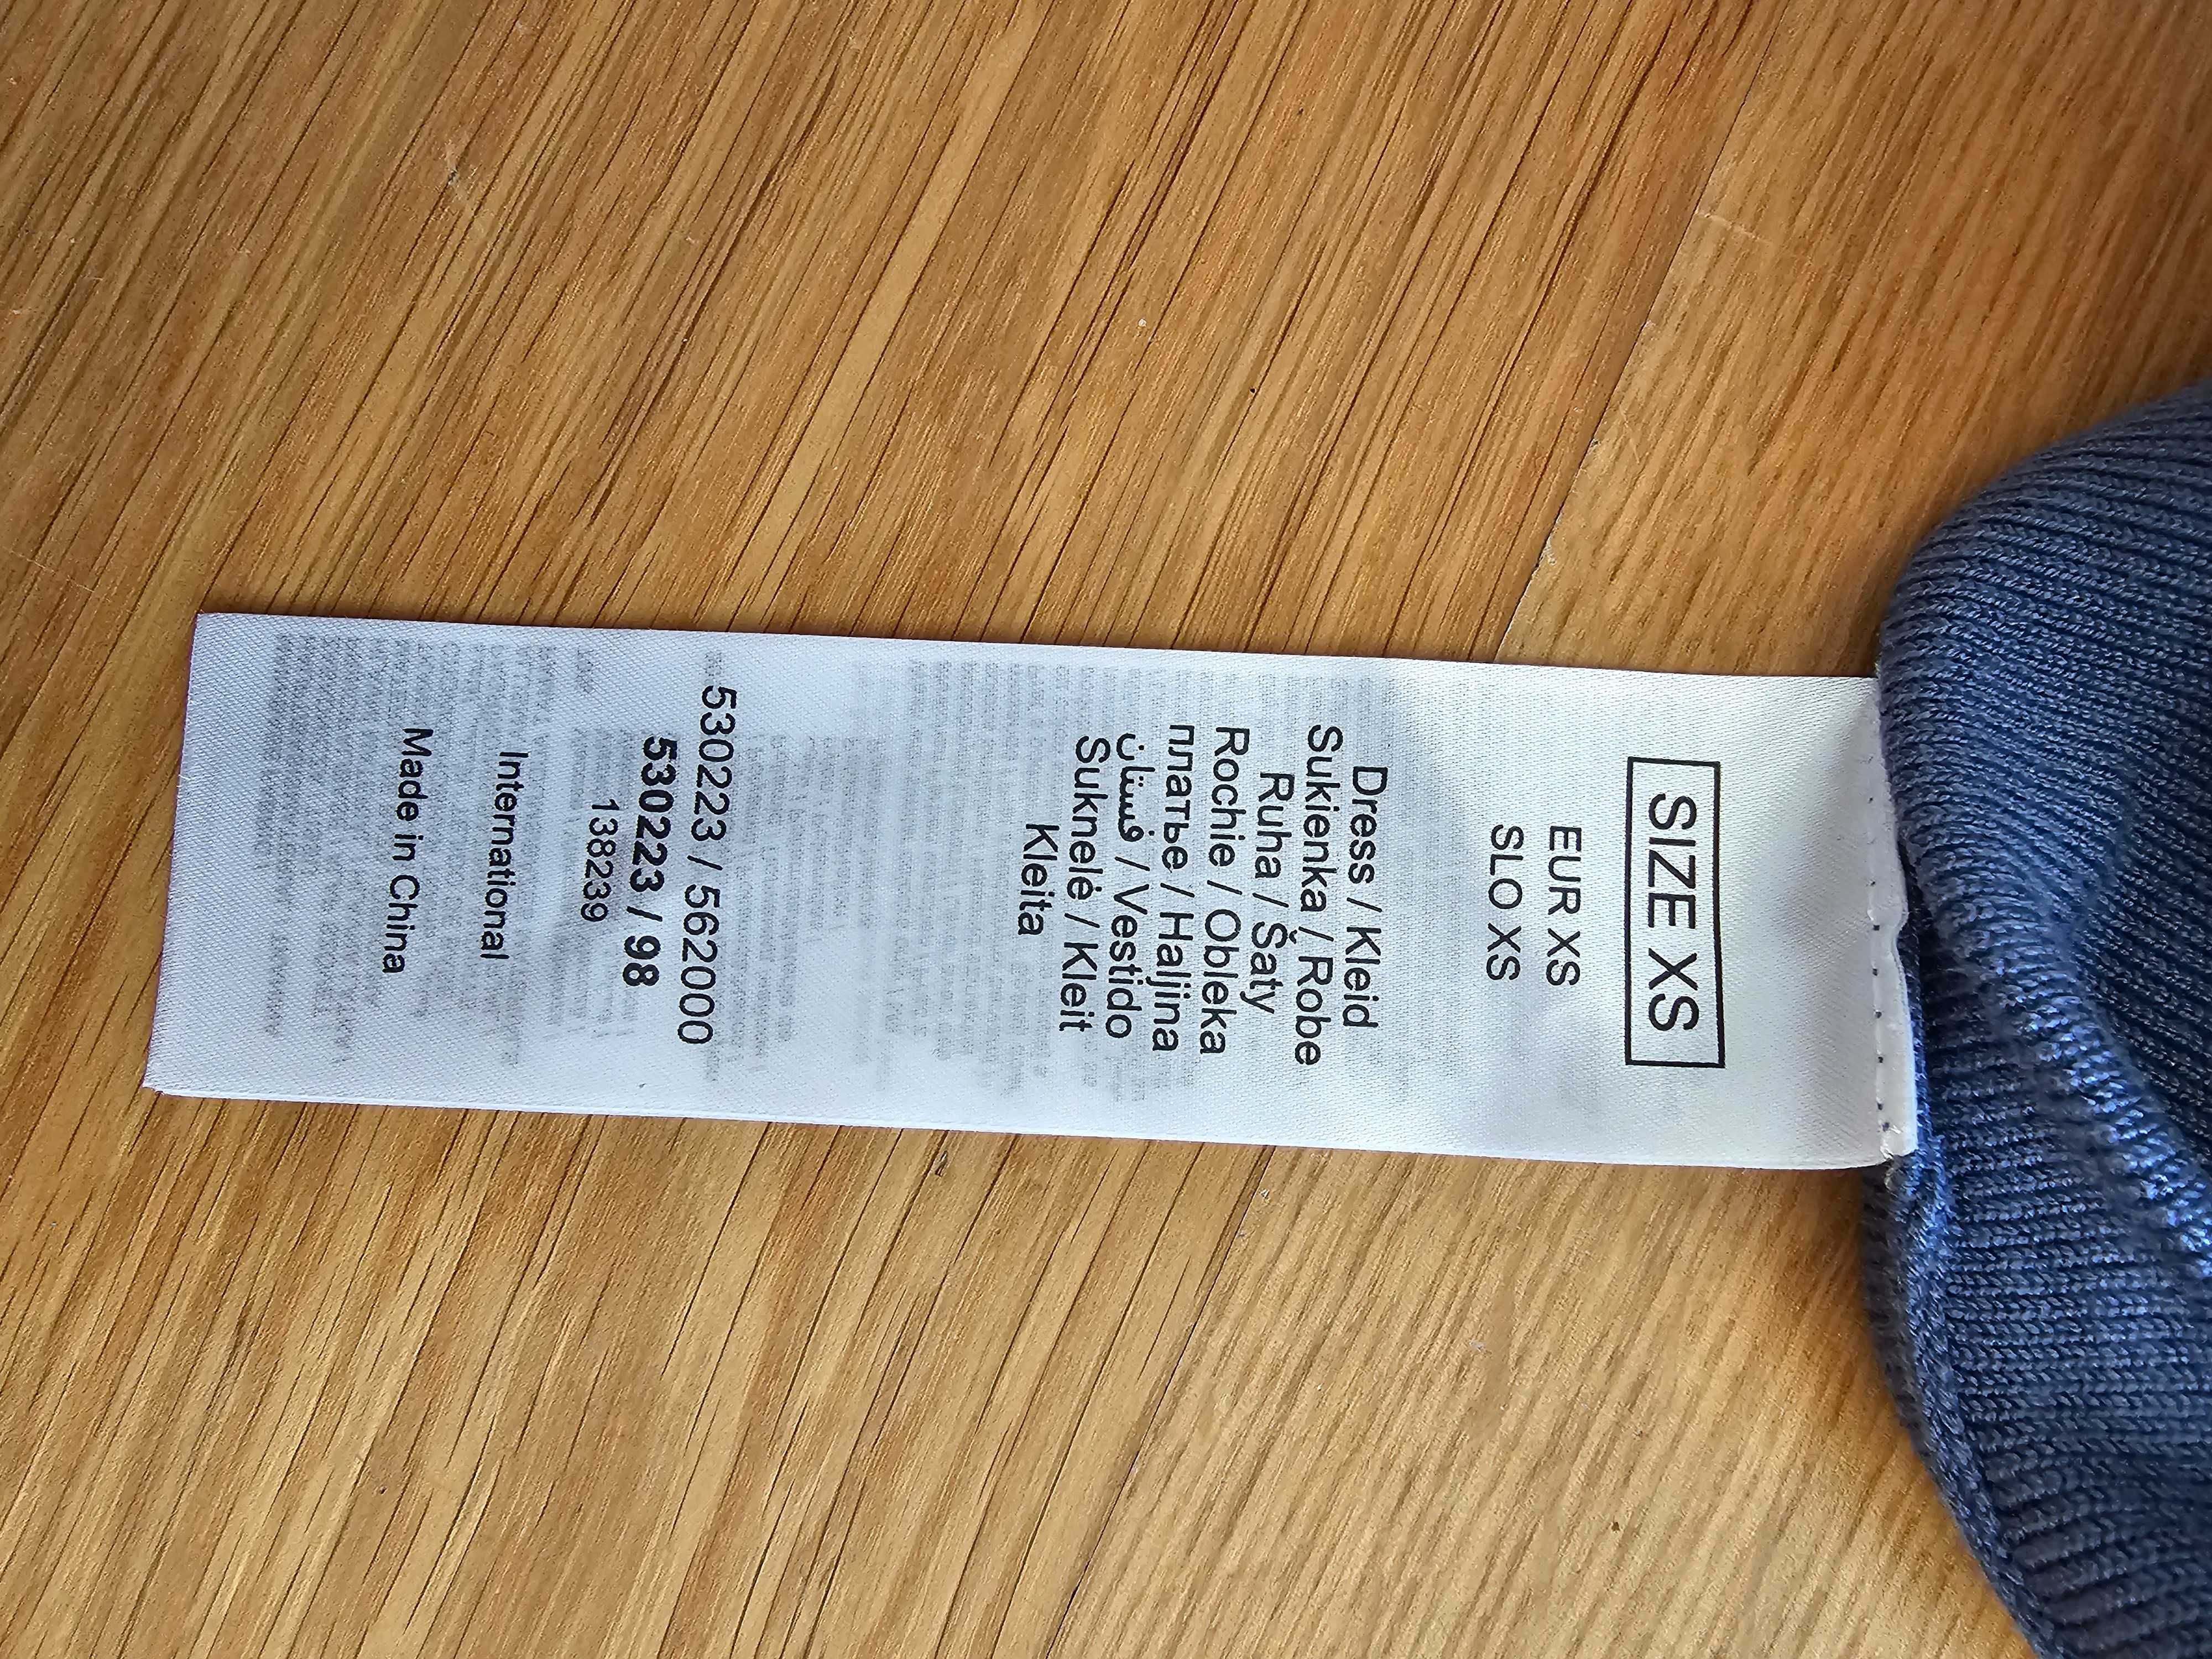 SIZE XS
EUR XS
SLO XS
Dress / Kleid
Sukienka / Robe
Ruha / Šaty
Rochie / Obleka
платье / Haljina
فستان / Vestido
Suknelė / Kleit
Kleita
530223 / 562000
530223 / 98
138239
International
Made in China